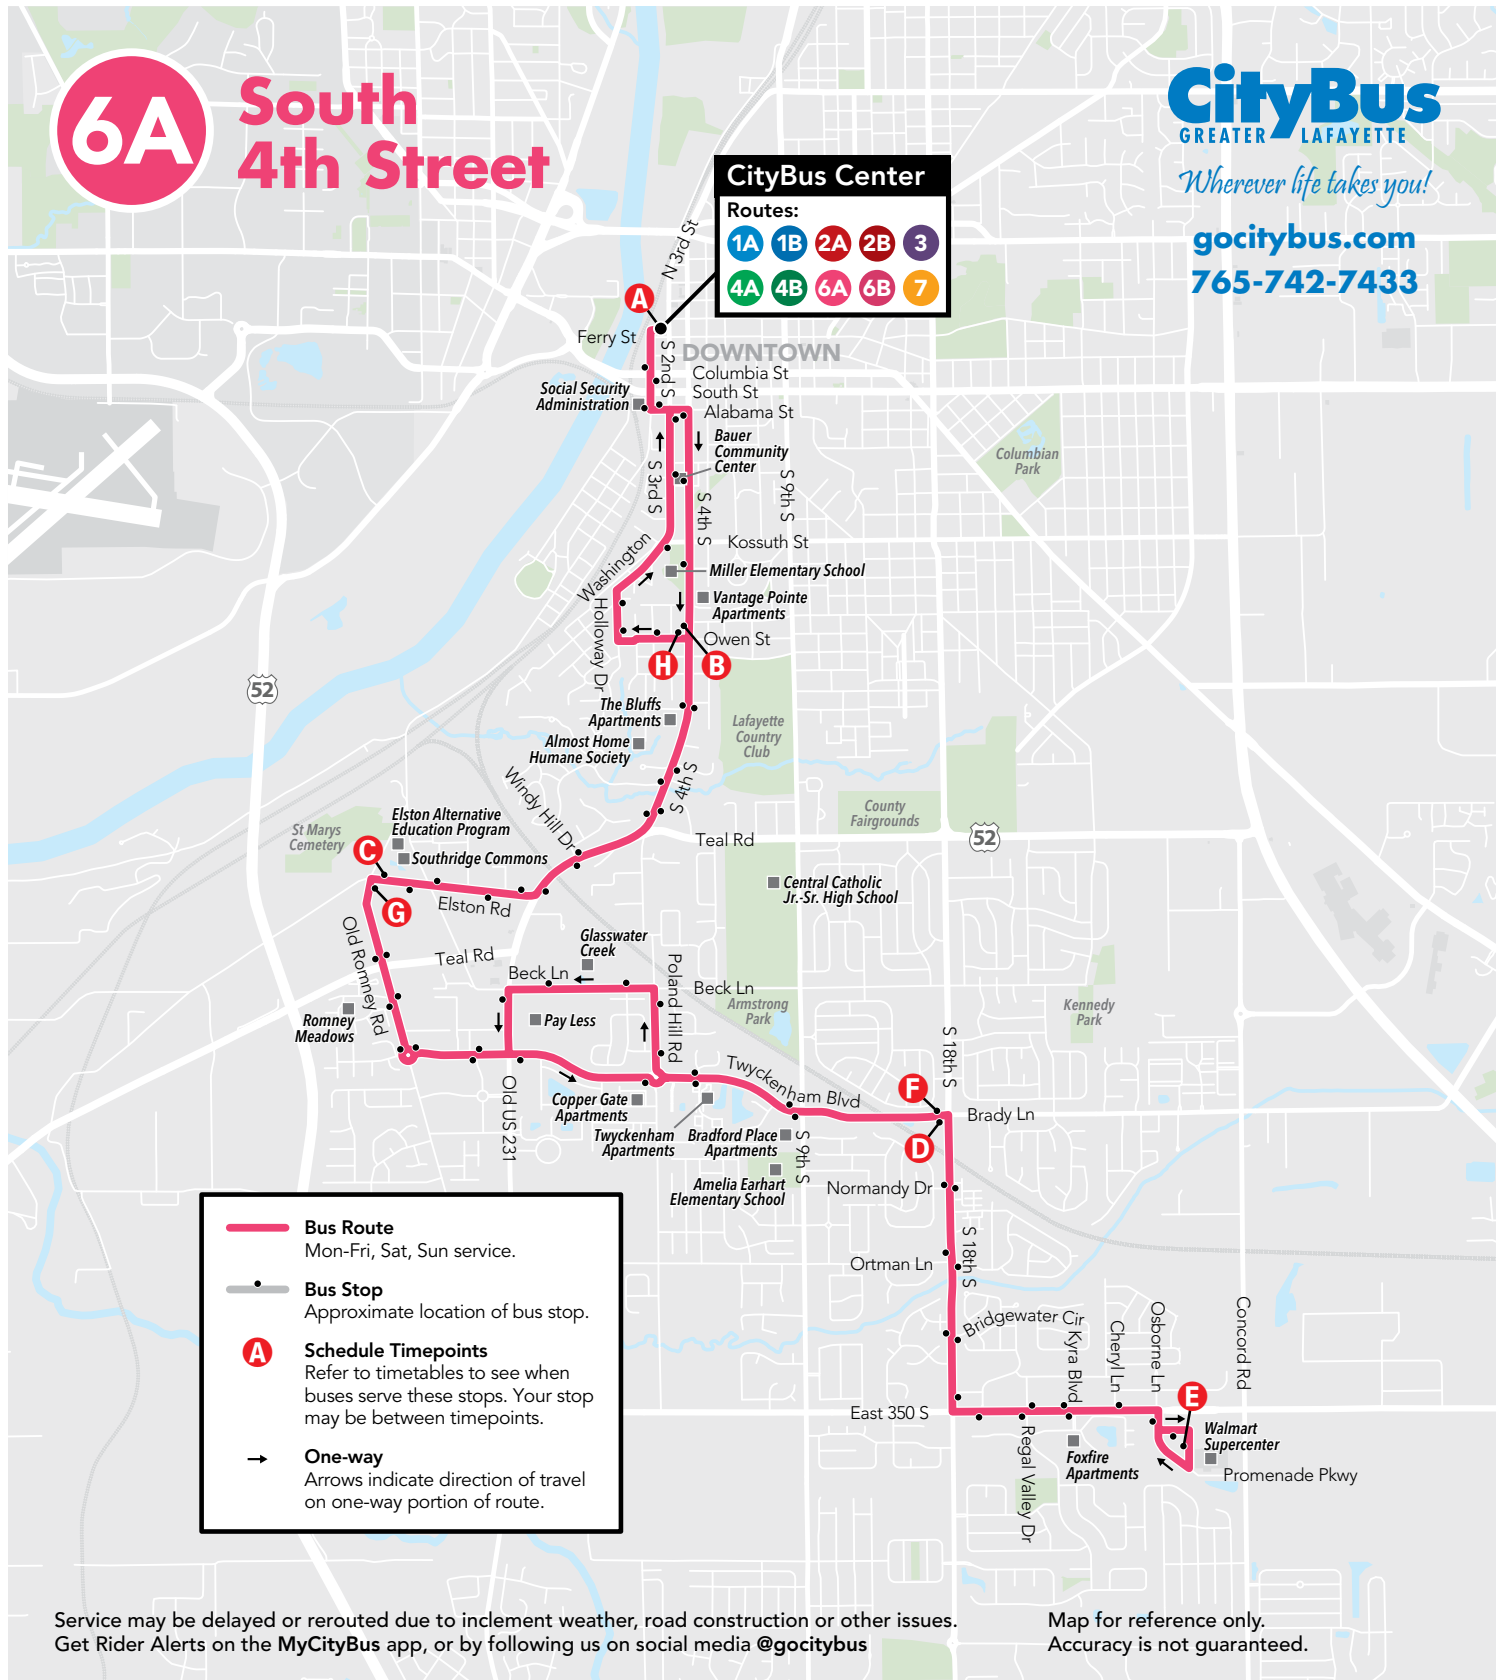 6A
South
4th Street
CityBus
GREATER LAFAYETTE
Wherever life takes you!
gocitybus.com
765-742-7433
CityBus Center
Routes:
1A 1B 2A 2B 3
4A 4B 6A 6B 7
N 3rd St
A
Ferry St
S 2nd S
DOWNTOWN
Columbia St
South St
Alabama St
Social Security
Administration
Bauer
Community
Center
S 3rd S
S 4th S
S 9th S
Columbian
Park
Kossuth St
Washington
Miller Elementary School
Vantage Pointe
Apartments
Holloway Dr
Owen St
H
B
52
The Bluffs
Apartments
Almost Home
Humane Society
Lafayette
Country
Club
Windy Hill Dr
S 4th S
County
Fairgrounds
St Marys
Cemetery
Elston Alternative
Education Program
Southridge Commons
C
Teal Rd
52
Central Catholic
Jr.-Sr. High School
G
Elston Rd
Old Romney Rd
Teal Rd
Glasswater
Creek
Beck Ln
Poland Hill Rd
Beck Ln
Armstrong
Park
Kennedy
Park
Romney
Meadows
Pay Less
S 18th S
Old US 231
Copper Gate
Apartments
Twyckenham Blvd
F
Brady Ln
D
Twyckenham
Apartments
Bradford Place
Apartments
S 9th S
Amelia Earhart
Elementary School
Normandy Dr
S 18th S
Ortman Ln
Bridgewater Cir
Kyra Blvd
Cheryl Ln
Osborne Ln
Concord Rd
East 350 S
E
Regal Valley Dr
Foxfire
Apartments
Walmart
Supercenter
Promenade Pkwy
Bus Route
Mon-Fri, Sat, Sun service.
Bus Stop
Approximate location of bus stop.
A
Schedule Timepoints
Refer to timetables to see when
buses serve these stops. Your stop
may be between timepoints.
One-way
Arrows indicate direction of travel
on one-way portion of route.
Service may be delayed or rerouted due to inclement weather, road construction or other issues.
Get Rider Alerts on the MyCityBus app, or by following us on social media @gocitybus
Map for reference only.
Accuracy is not guaranteed.